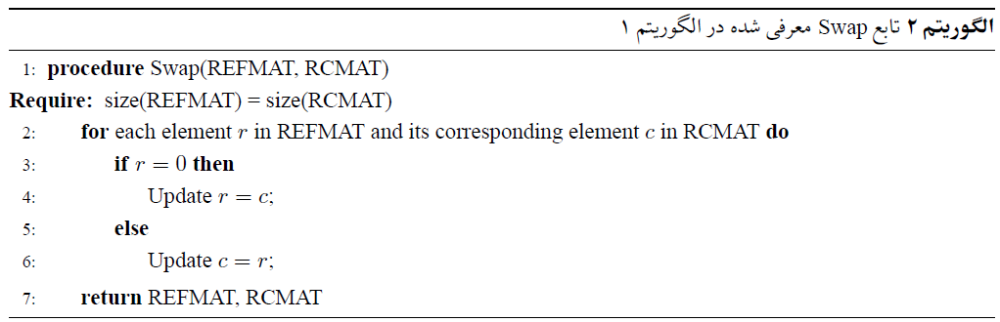 الگوریتم ۲ تابع Swap معرفی شده در الگوریتم ۱
1: procedure Swap(REFMAT, RCMAT)
Require: size(REFMAT) = size(RCMAT)
2: for each element r in REFMAT and its corresponding element c in RCMAT do
3: if r = 0 then
4: Update r = c;
5: else
6: Update c = r;
7: return REFMAT, RCMAT